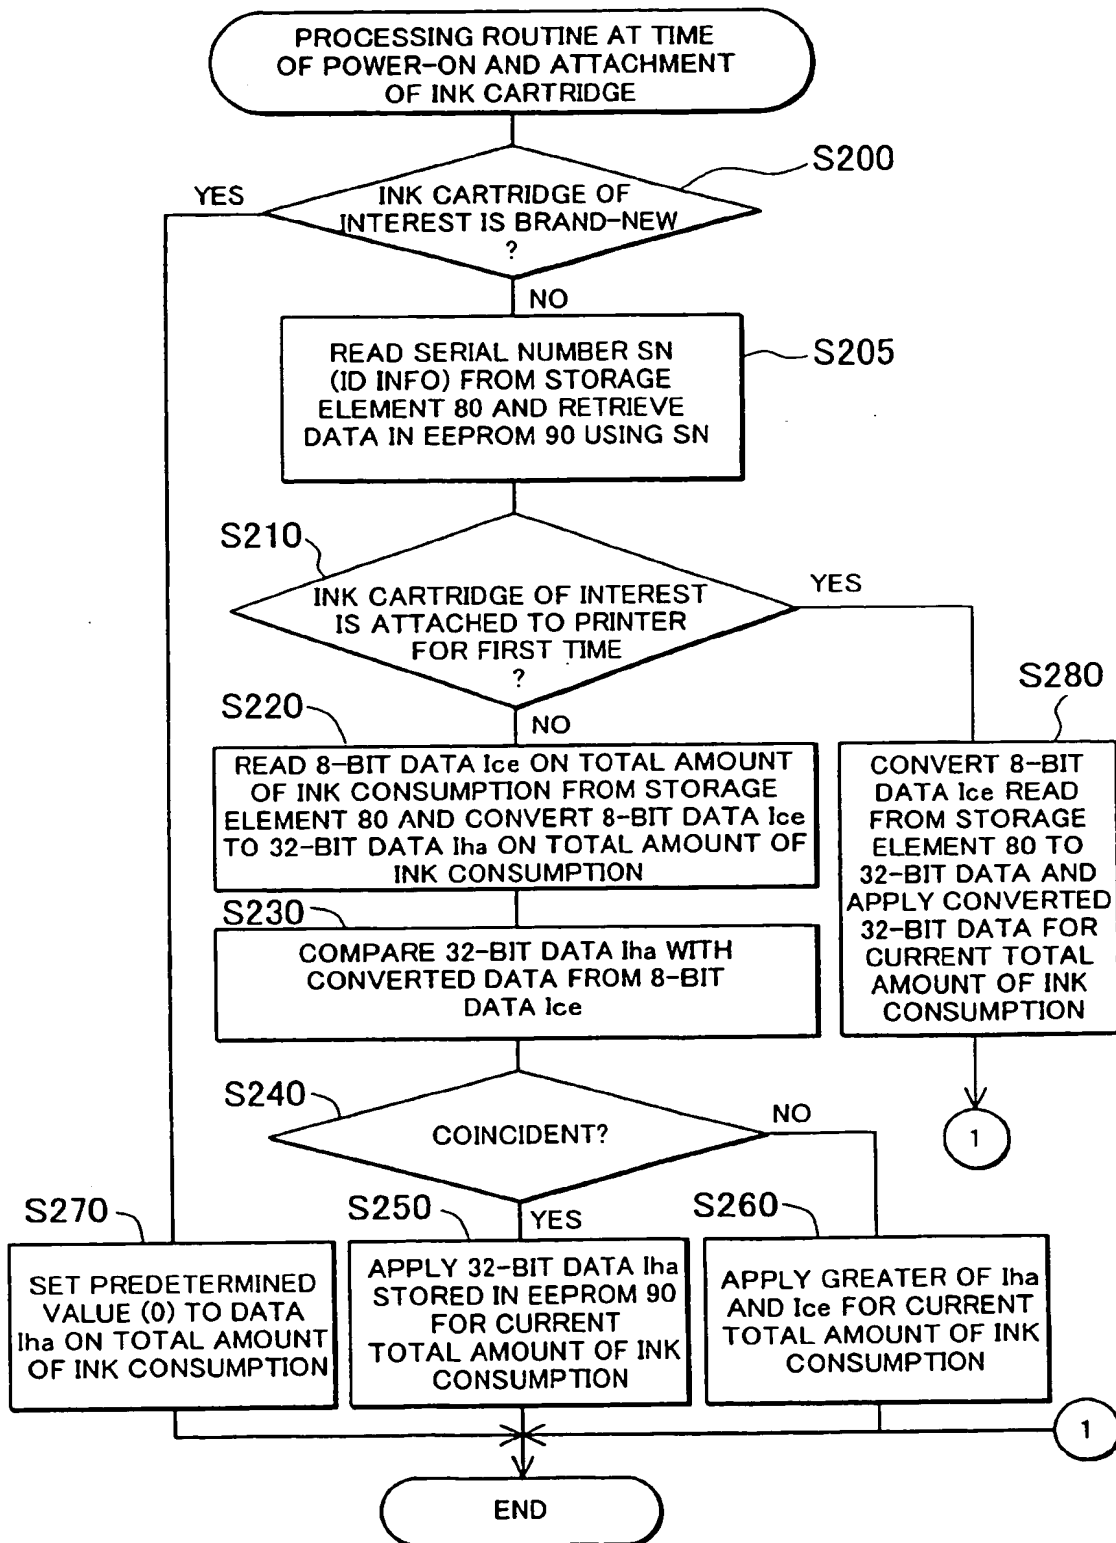 PROCESSING ROUTINE AT TIME
OF POWER-ON AND ATTACHMENT
OF INK CARTRIDGE
S200
YES
INK CARTRIDGE OF
INTEREST IS BRAND-NEW
?
NO
S205
READ SERIAL NUMBER SN
(ID INFO) FROM STORAGE
ELEMENT 80 AND RETRIEVE
DATA IN EEPROM 90 USING SN
S210
YES
INK CARTRIDGE OF INTEREST
IS ATTACHED TO PRINTER
FOR FIRST TIME
?
NO
S220
READ 8-BIT DATA Ice ON TOTAL AMOUNT
OF INK CONSUMPTION FROM STORAGE
ELEMENT 80 AND CONVERT 8-BIT DATA Ice
TO 32-BIT DATA Iha ON TOTAL AMOUNT OF
INK CONSUMPTION
S280
CONVERT 8-BIT
DATA Ice READ
FROM STORAGE
ELEMENT 80 TO
32-BIT DATA AND
APPLY CONVERTED
32-BIT DATA FOR
CURRENT TOTAL
AMOUNT OF INK
CONSUMPTION
1
S230
COMPARE 32-BIT DATA Iha WITH
CONVERTED DATA FROM 8-BIT
DATA Ice
S240
COINCIDENT?
NO
YES
S270
SET PREDETERMINED
VALUE (0) TO DATA
Iha ON TOTAL AMOUNT
OF INK CONSUMPTION
S250
APPLY 32-BIT DATA Iha
STORED IN EEPROM 90
FOR CURRENT
TOTAL AMOUNT OF INK
CONSUMPTION
S260
APPLY GREATER OF Iha
AND Ice FOR CURRENT
TOTAL AMOUNT OF INK
CONSUMPTION
1
END